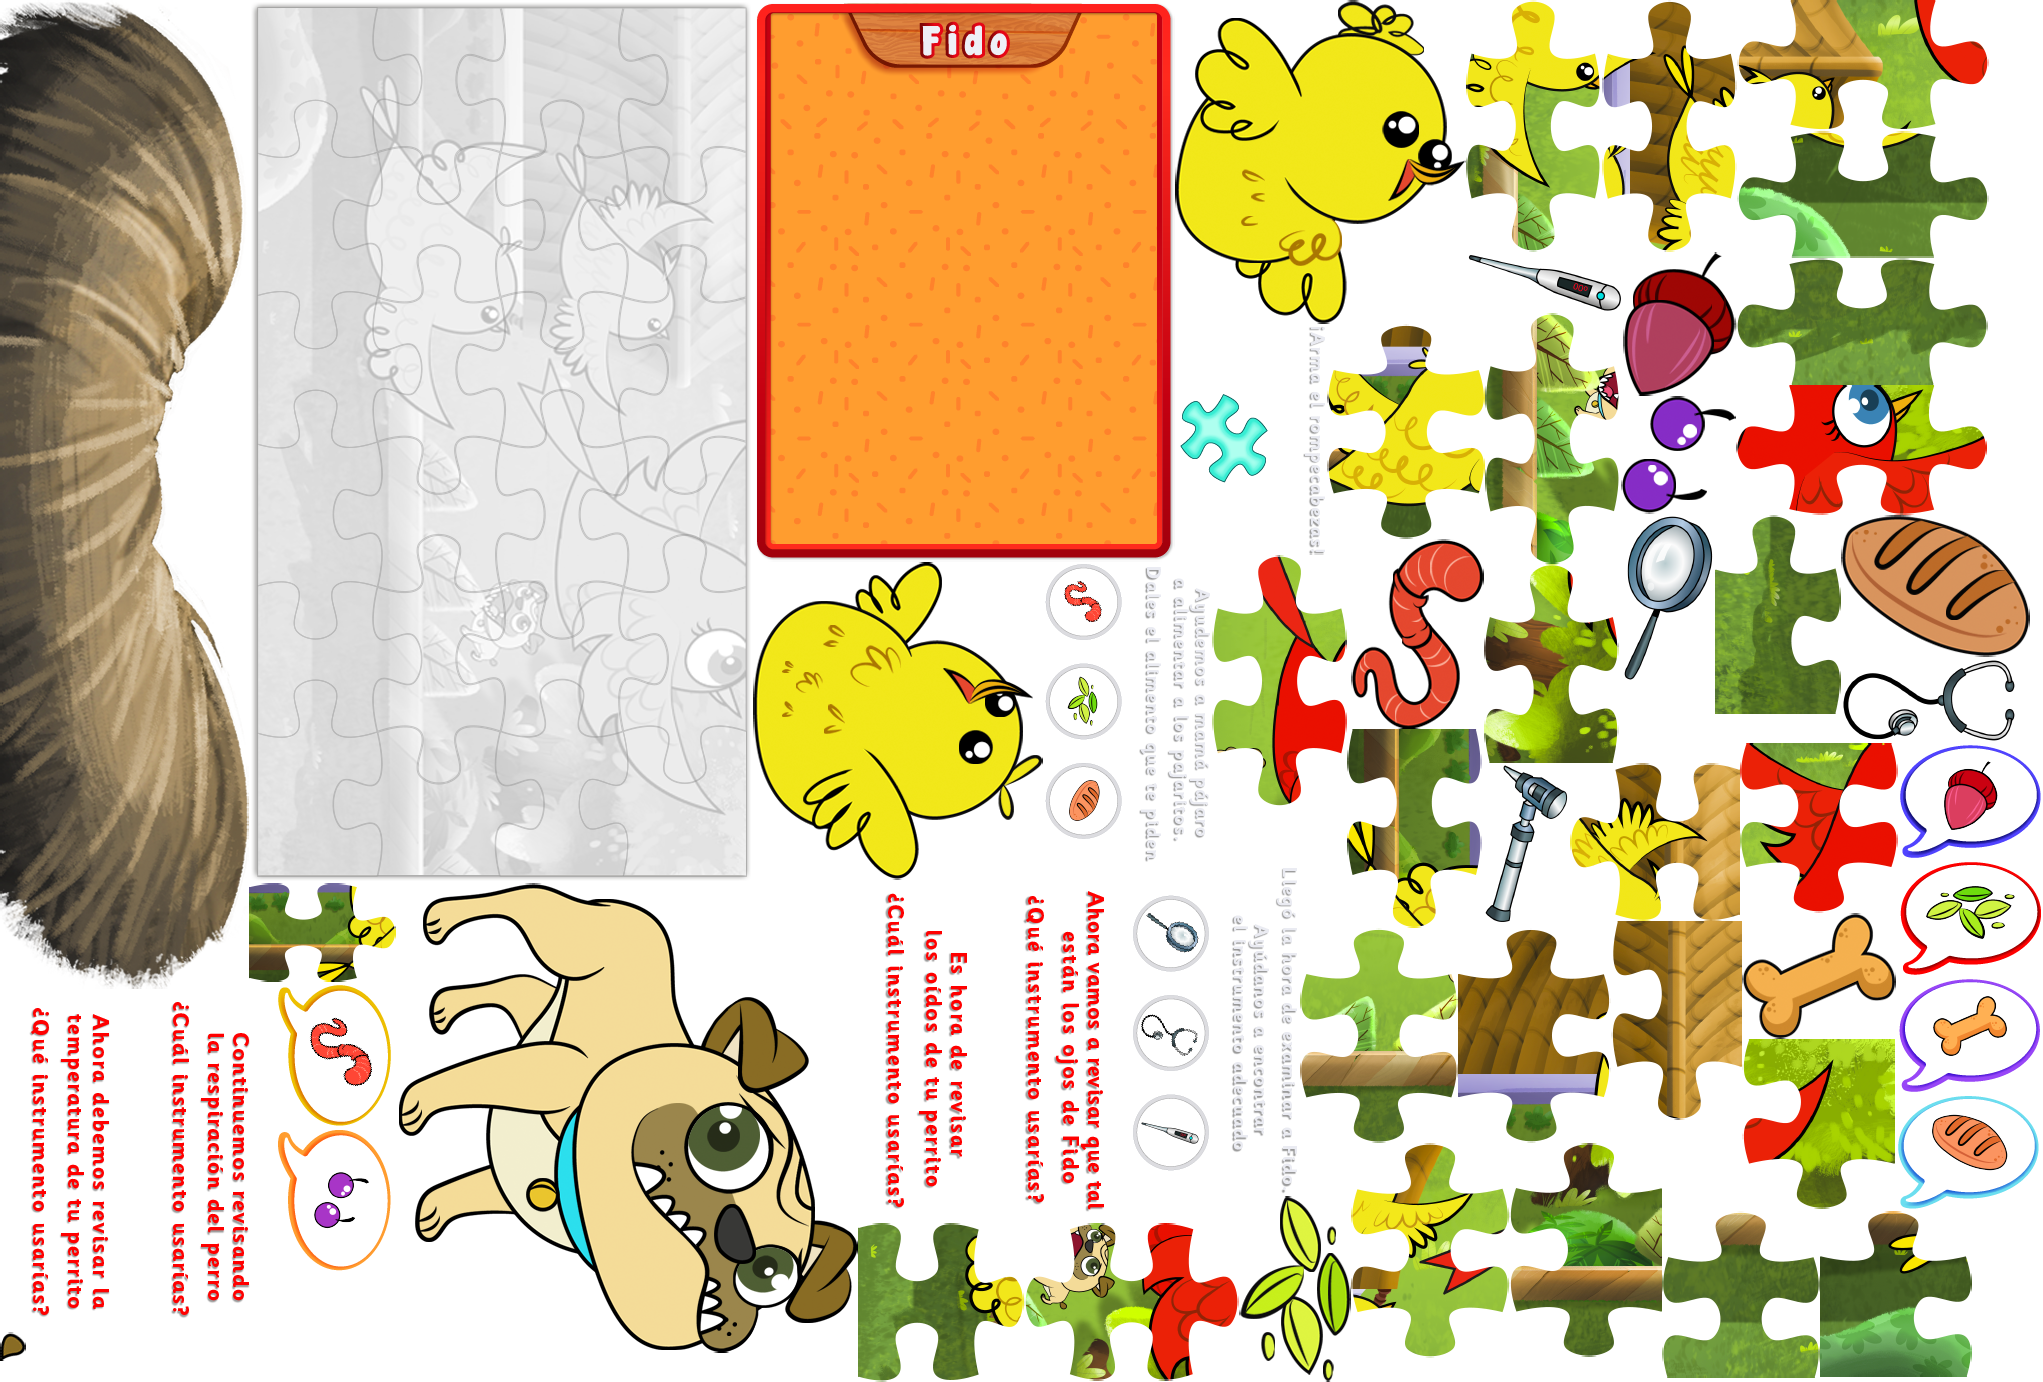 Fido
¡Arma el rompecabezas!
Ayudemos a mamá pájaro
a alimentar a los pajaritos.
Dales el alimento que te piden
Llegó la hora de examinar a Fido.
Ayúdanos a encontrar
el instrumento adecuado
Ahora vamos a revisar que tal
están los ojos de Fido
¿Qué instrumento usarías?
Es hora de revisar
los oídos de tu perrito
¿Cuál instrumento usarías?
Continuemos revisando
la respiración del perro
¿Cuál instrumento usarías?
Ahora debemos revisar la
temperatura de tu perrito
¿Qué instrumento usarías?